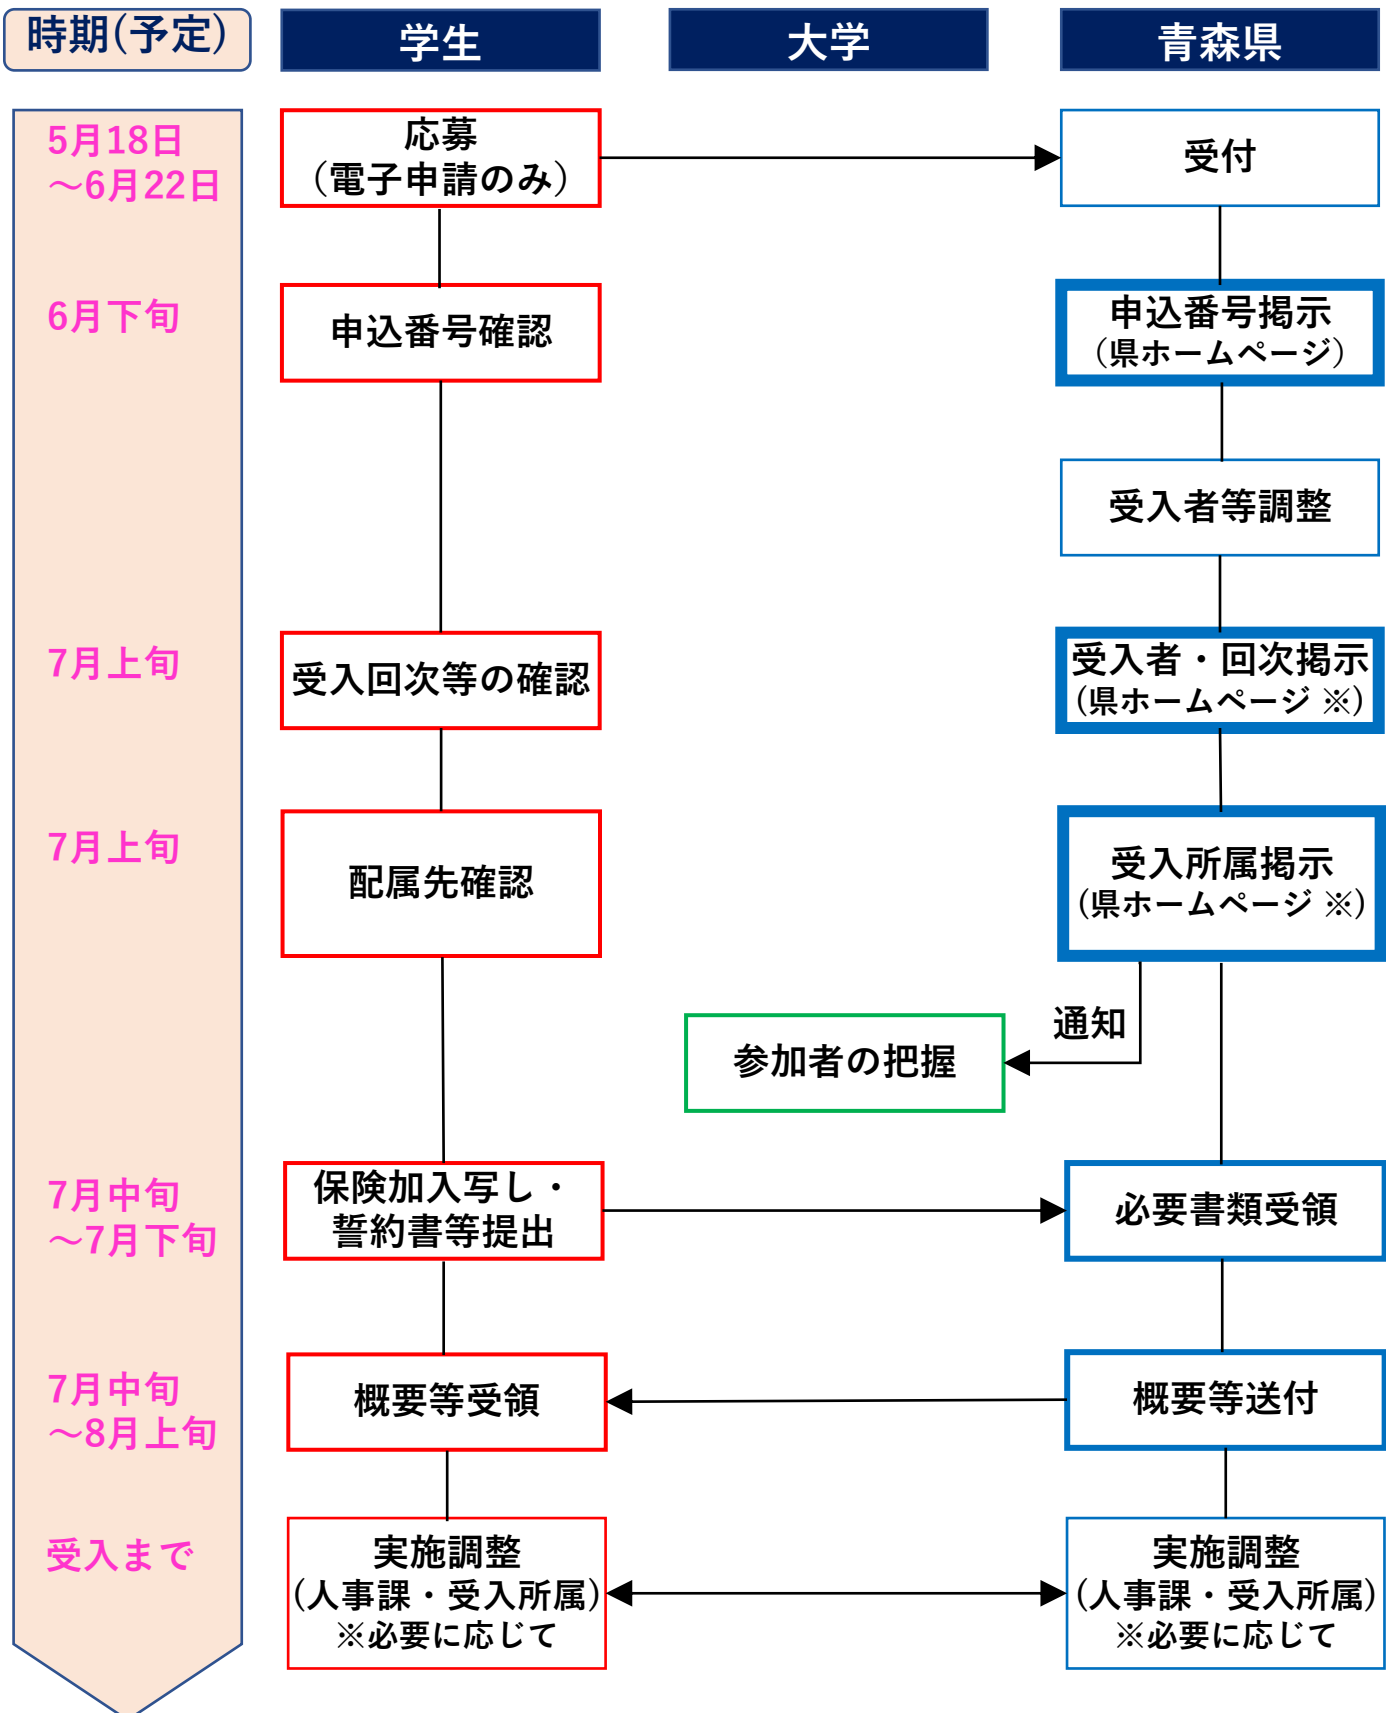 時期(予定)
学生
大学
青森県
5月18日
～6月22日
応募
（電子申請のみ）
受付
6月下旬
申込番号確認
申込番号掲示
（県ホームページ）
受入者等調整
7月上旬
受入回次等の確認
受入者・回次掲示
(県ホームページ ※)
7月上旬
配属先確認
受入所属掲示
(県ホームページ ※)
通知
参加者の把握
7月中旬
～7月下旬
保険加入写し・
誓約書等提出
必要書類受領
7月中旬
～8月上旬
概要等受領
概要等送付
受入まで
実施調整
(人事課・受入所属)
※必要に応じて
実施調整
(人事課・受入所属)
※必要に応じて